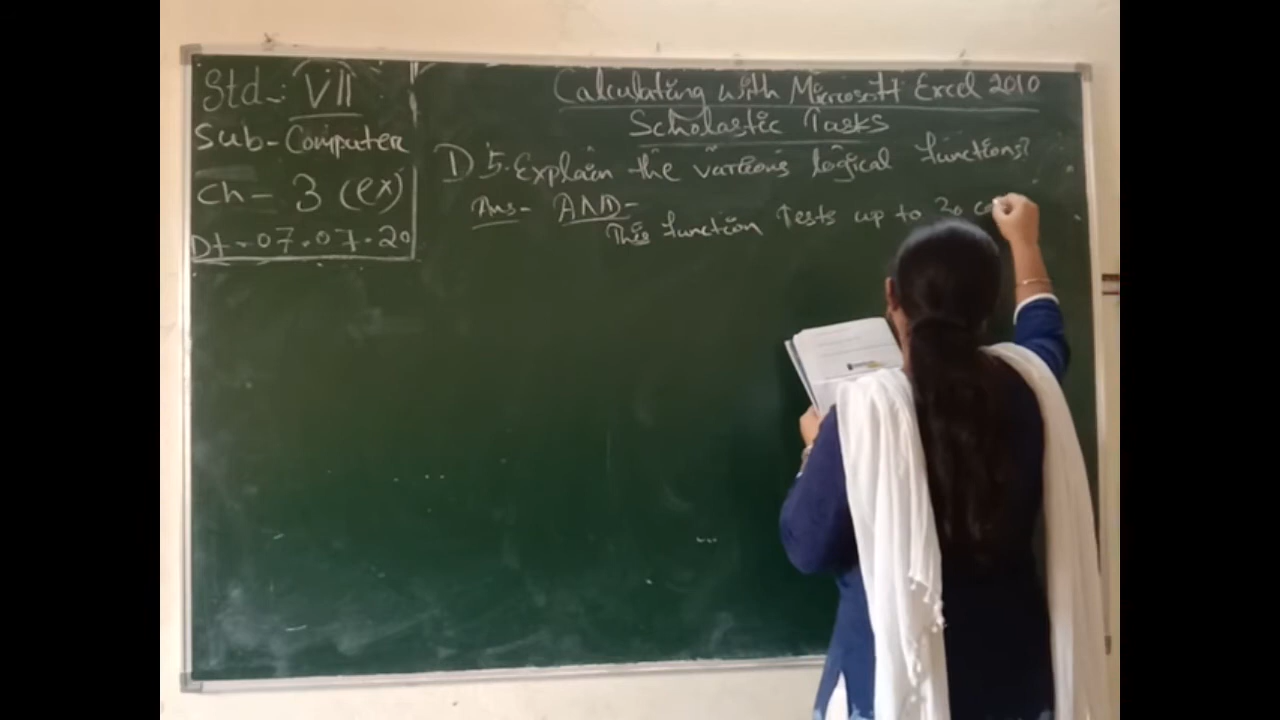 Std-: VII
Sub- Computer
Ch- 3 (ex)
Dt-07.07.20
Calculating with Microsoft Excel 2010
Scholastic Tasks
D 5. Explain the various logical functions?
Ans- AND-
This function Tests up to 30